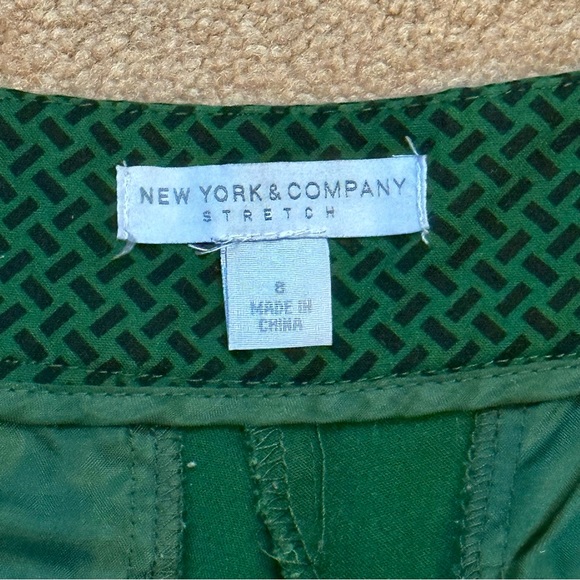 NEW YORK & COMPANY
STRETCH
8
MADE IN
CHINA